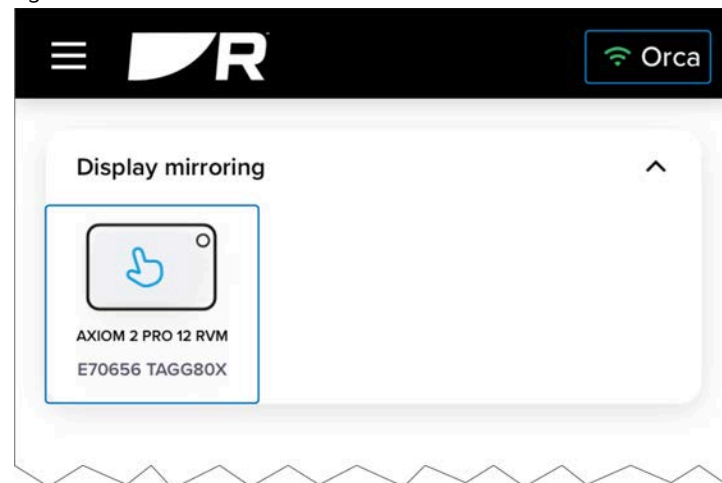 R
Orca
Display mirroring
AXIOM 2 PRO 12 RVM
E70656 TAGG80X